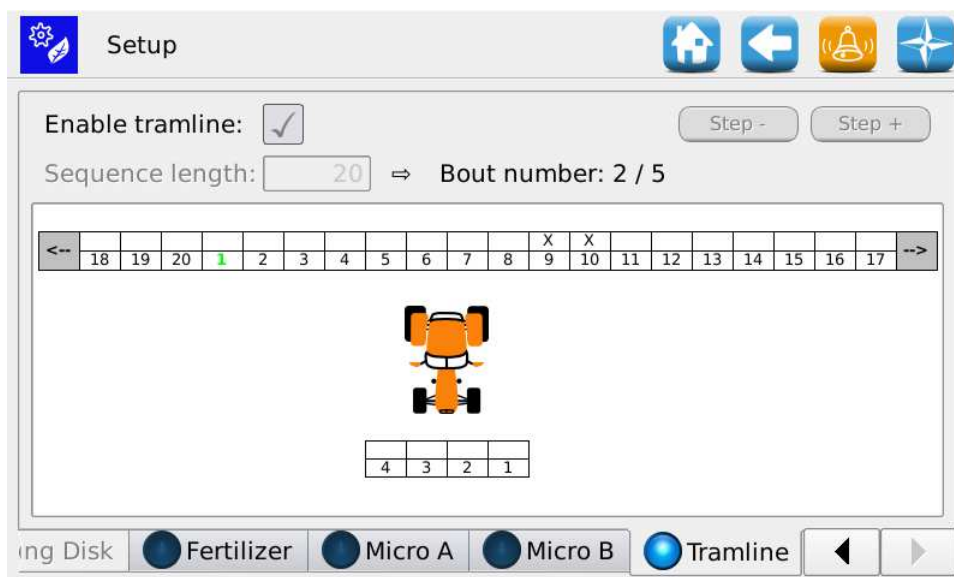 Setup
Enable tramline: ✓ Step - Step +
Sequence length: 20 ⇨ Bout number: 2 / 5
X X
<-- 18 19 20 1 2 3 4 5 6 7 8 9 10 11 12 13 14 15 16 17 -->
4 3 2 1
ng Disk Fertilizer Micro A Micro B Tramline